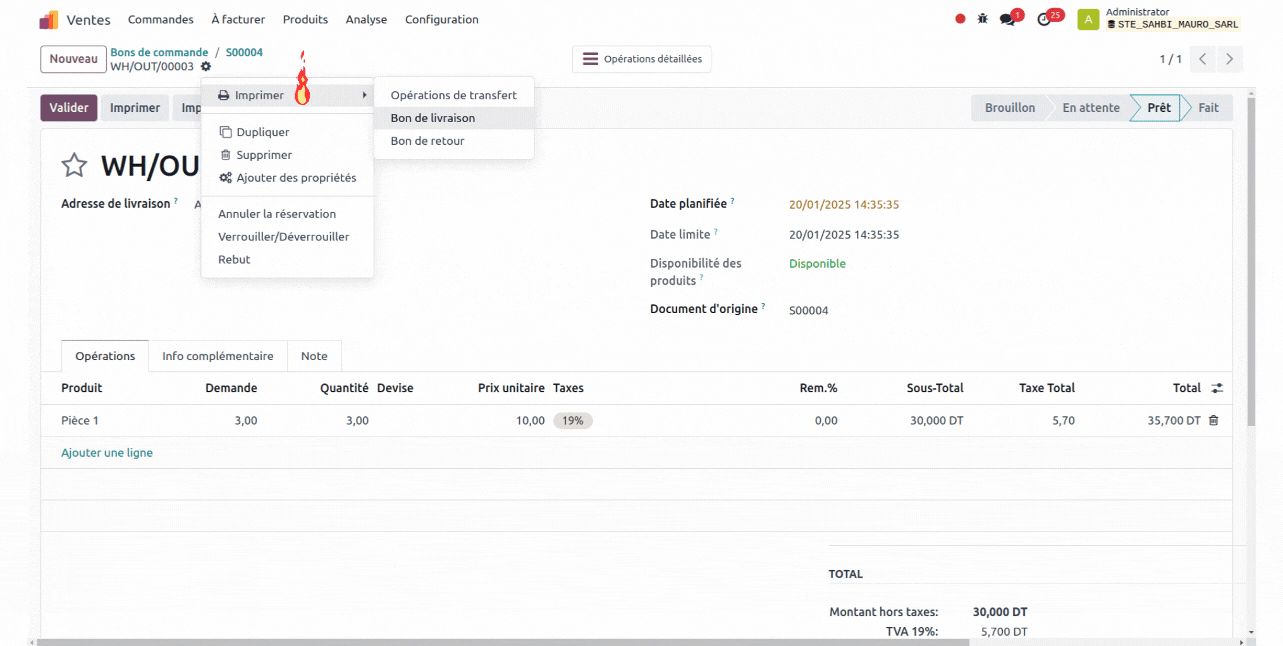 Ventes Commandes À facturer Produits Analyse Configuration 1 25 A Administrator
STE_SAHBI_MAURO_SARL
Nouveau Bons de commande / S00004 Opérations détaillées 1 / 1
WH/OUT/00003
Valider Imprimer Imp Brouillon En attente Prêt Fait
Imprimer
Dupliquer
Supprimer
Ajouter des propriétés
Annuler la réservation
Verrouiller/Déverrouiller
Rebut
Opérations de transfert
Bon de livraison
Bon de retour
WH/OU
Adresse de livraison ? A
Date planifiée ? 20/01/2025 14:35:35
Date limite ? 20/01/2025 14:35:35
Disponibilité des Disponible
produits ?
Document d'origine ? S00004
Opérations Info complémentaire Note
Produit Demande Quantité Devise Prix unitaire Taxes Rem.% Sous-Total Taxe Total Total
Pièce 1 3,00 3,00 10,00 19% 0,00 30,000 DT 5,70 35,700 DT
Ajouter une ligne
TOTAL
Montant hors taxes: 30,000 DT
TVA 19%: 5,700 DT